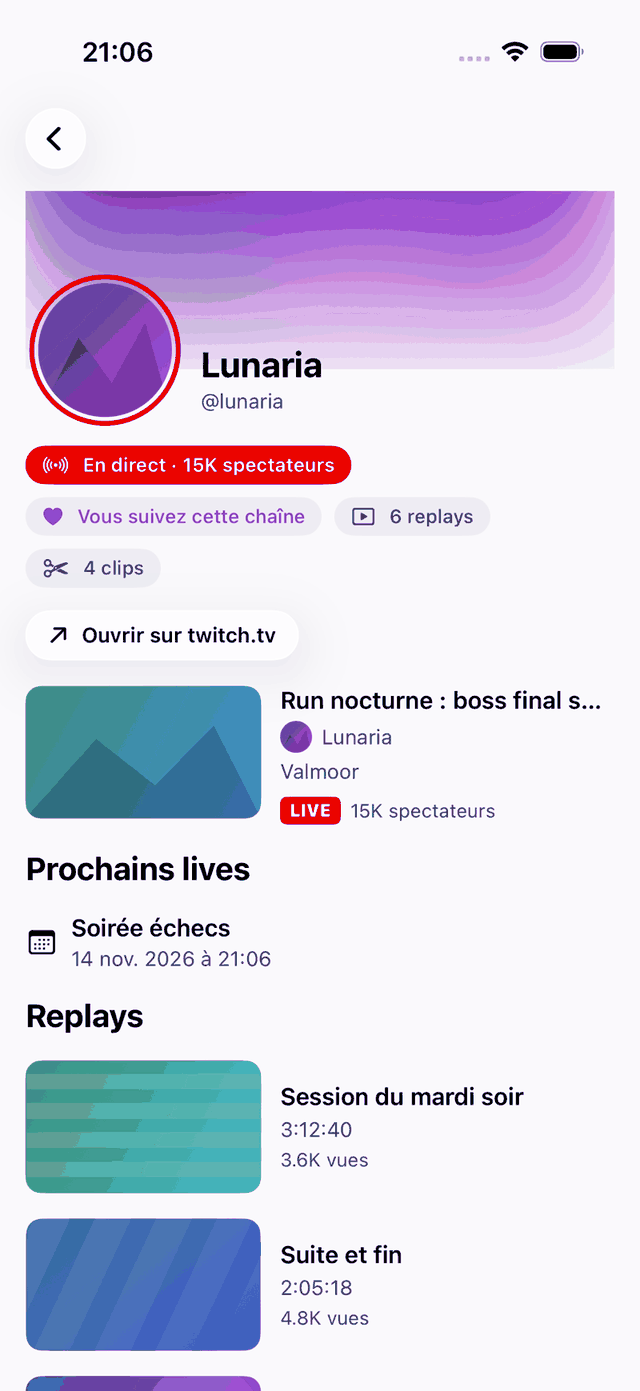 21:06
Lunaria
@lunaria
En direct · 15K spectateurs
Vous suivez cette chaîne
6 replays
4 clips
Ouvrir sur twitch.tv
Run nocturne : boss final s...
Lunaria
Valmoor
LIVE 15K spectateurs
Prochains lives
Soirée échecs
14 nov. 2026 à 21:06
Replays
Session du mardi soir
3:12:40
3.6K vues
Suite et fin
2:05:18
4.8K vues